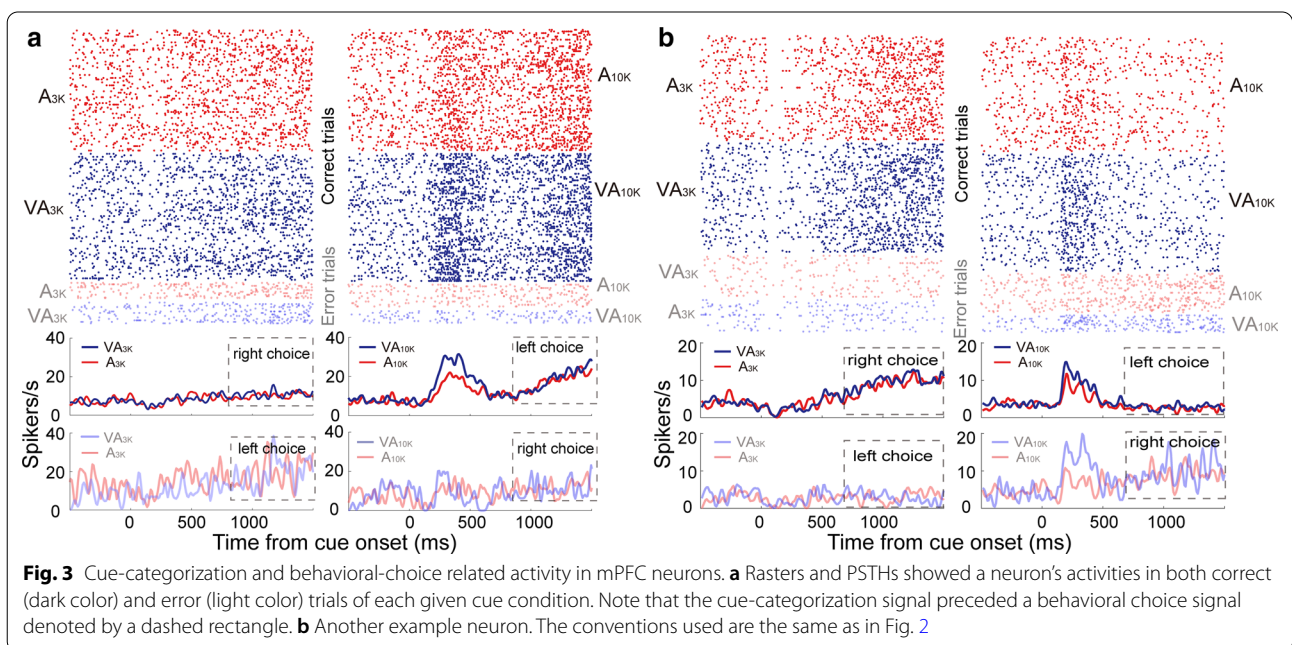 a
A3K
VA3K
A3K
VA3K
Correct trials
Error trials
A10K
VA10K
A10K
VA10K
Spikers/s
40
20
0
VA3K
A3K
right choice
VA10K
A10K
left choice
40
20
0
VA3K
A3K
left choice
VA10K
A10K
right choice
0 500 1000
0 500 1000
Time from cue onset (ms)
b
A3K
VA3K
VA3K
A3K
Correct trials
Error trials
A10K
VA10K
A10K
VA10K
Spikers/s
20
10
0
VA3K
A3K
right choice
20
10
0
VA10K
A10K
left choice
20
10
0
VA3K
A3K
left choice
20
10
0
VA10K
A10K
right choice
0 500 1000
0 500 1000
Time from cue onset (ms)
Fig. 3 Cue-categorization and behavioral-choice related activity in mPFC neurons. a Rasters and PSTHs showed a neuron's activities in both correct
(dark color) and error (light color) trials of each given cue condition. Note that the cue-categorization signal preceded a behavioral choice signal
denoted by a dashed rectangle. b Another example neuron. The conventions used are the same as in Fig. 2